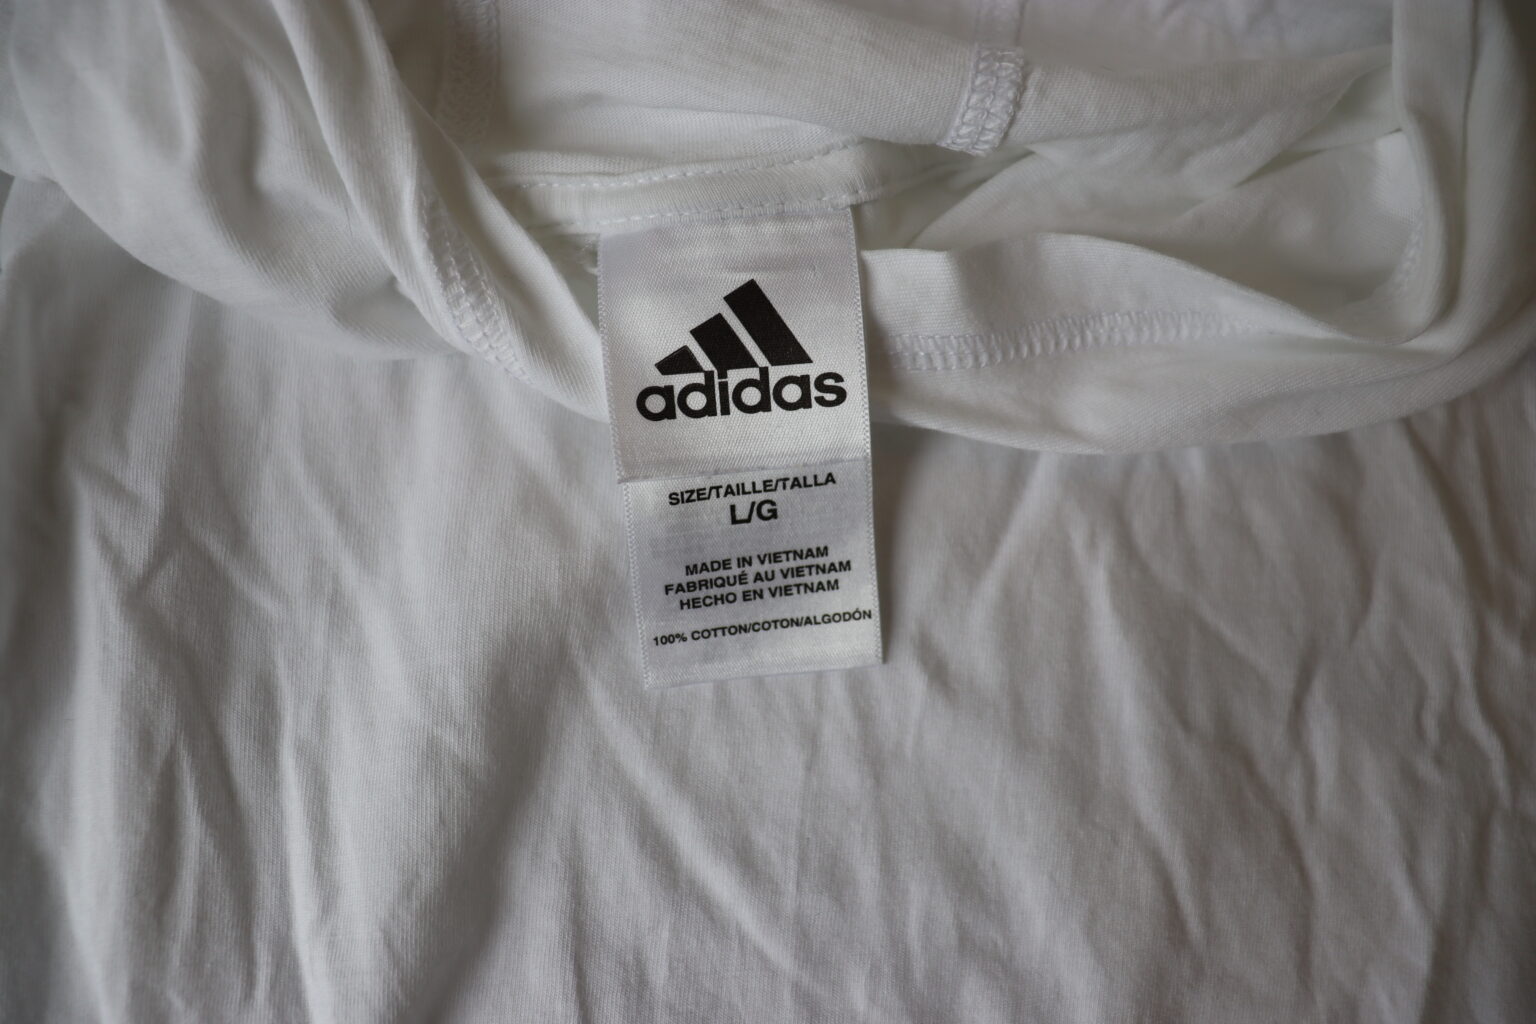 adidas
SIZE/TAILLE/TALLA
L/G
MADE IN VIETNAM
FABRIQUÉ AU VIETNAM
HECHO EN VIETNAM
100% COTTON/COTON/ALGODÓN